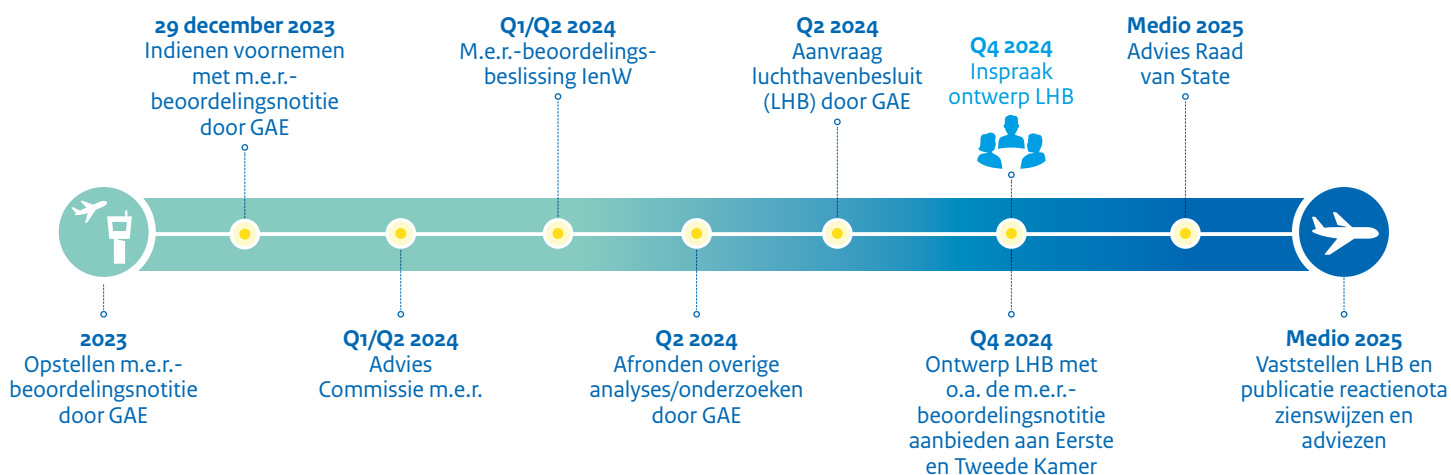 29 december 2023
Indienen voornemen
met m.e.r.-
beoordelingsnotitie
door GAE
Q1/Q2 2024
M.e.r.-beoordelings-
beslissing IenW
Q2 2024
Aanvraag
luchthavenbesluit
(LHB) door GAE
Q4 2024
Inspraak
ontwerp LHB
Medio 2025
Advies Raad
van State
2023
Opstellen m.e.r.-
beoordelingsnotitie
door GAE
Q1/Q2 2024
Advies
Commissie m.e.r.
Q2 2024
Afronden overige
analyses/onderzoeken
door GAE
Q4 2024
Ontwerp LHB met
o.a. de m.e.r.-
beoordelingsnotitie
aanbieden aan Eerste
en Tweede Kamer
Medio 2025
Vaststellen LHB en
publicatie reactienota
zienswijzen en
adviezen